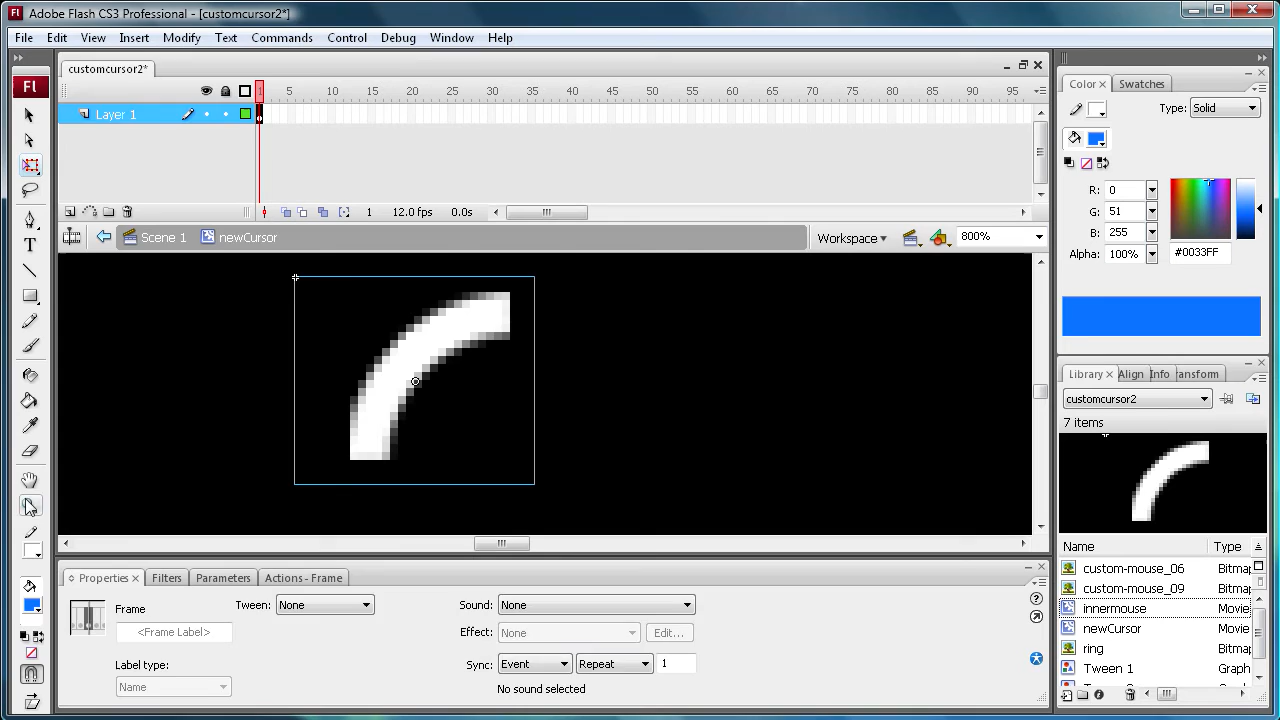 Fl Adobe Flash CS3 Professional - [customcursor2*]
File Edit View Insert Modify Text Commands Control Debug Window Help
customcursor2*
1 5 10 15 20 25 30 35 40 45 50 55 60 65 70 75 80 85 90 95
Layer 1
1 12.0 fps 0.0s
Scene 1 newCursor Workspace 800%
Fl
Color Swatches
Type: Solid
R: 0
G: 51
B: 255
Alpha: 100% #0033FF
Library Align Info ransform
customcursor2
7 items
Name Type
custom-mouse_06 Bitmap
custom-mouse_09 Bitmap
innermouse Movie
newCursor Movie
ring Bitmap
Tween 1 Graph
Properties Filters Parameters Actions - Frame
Frame
<Frame Label>
Label type:
Name
Tween: None
Sound: None
Effect: None Edit...
Sync: Event Repeat 1
No sound selected